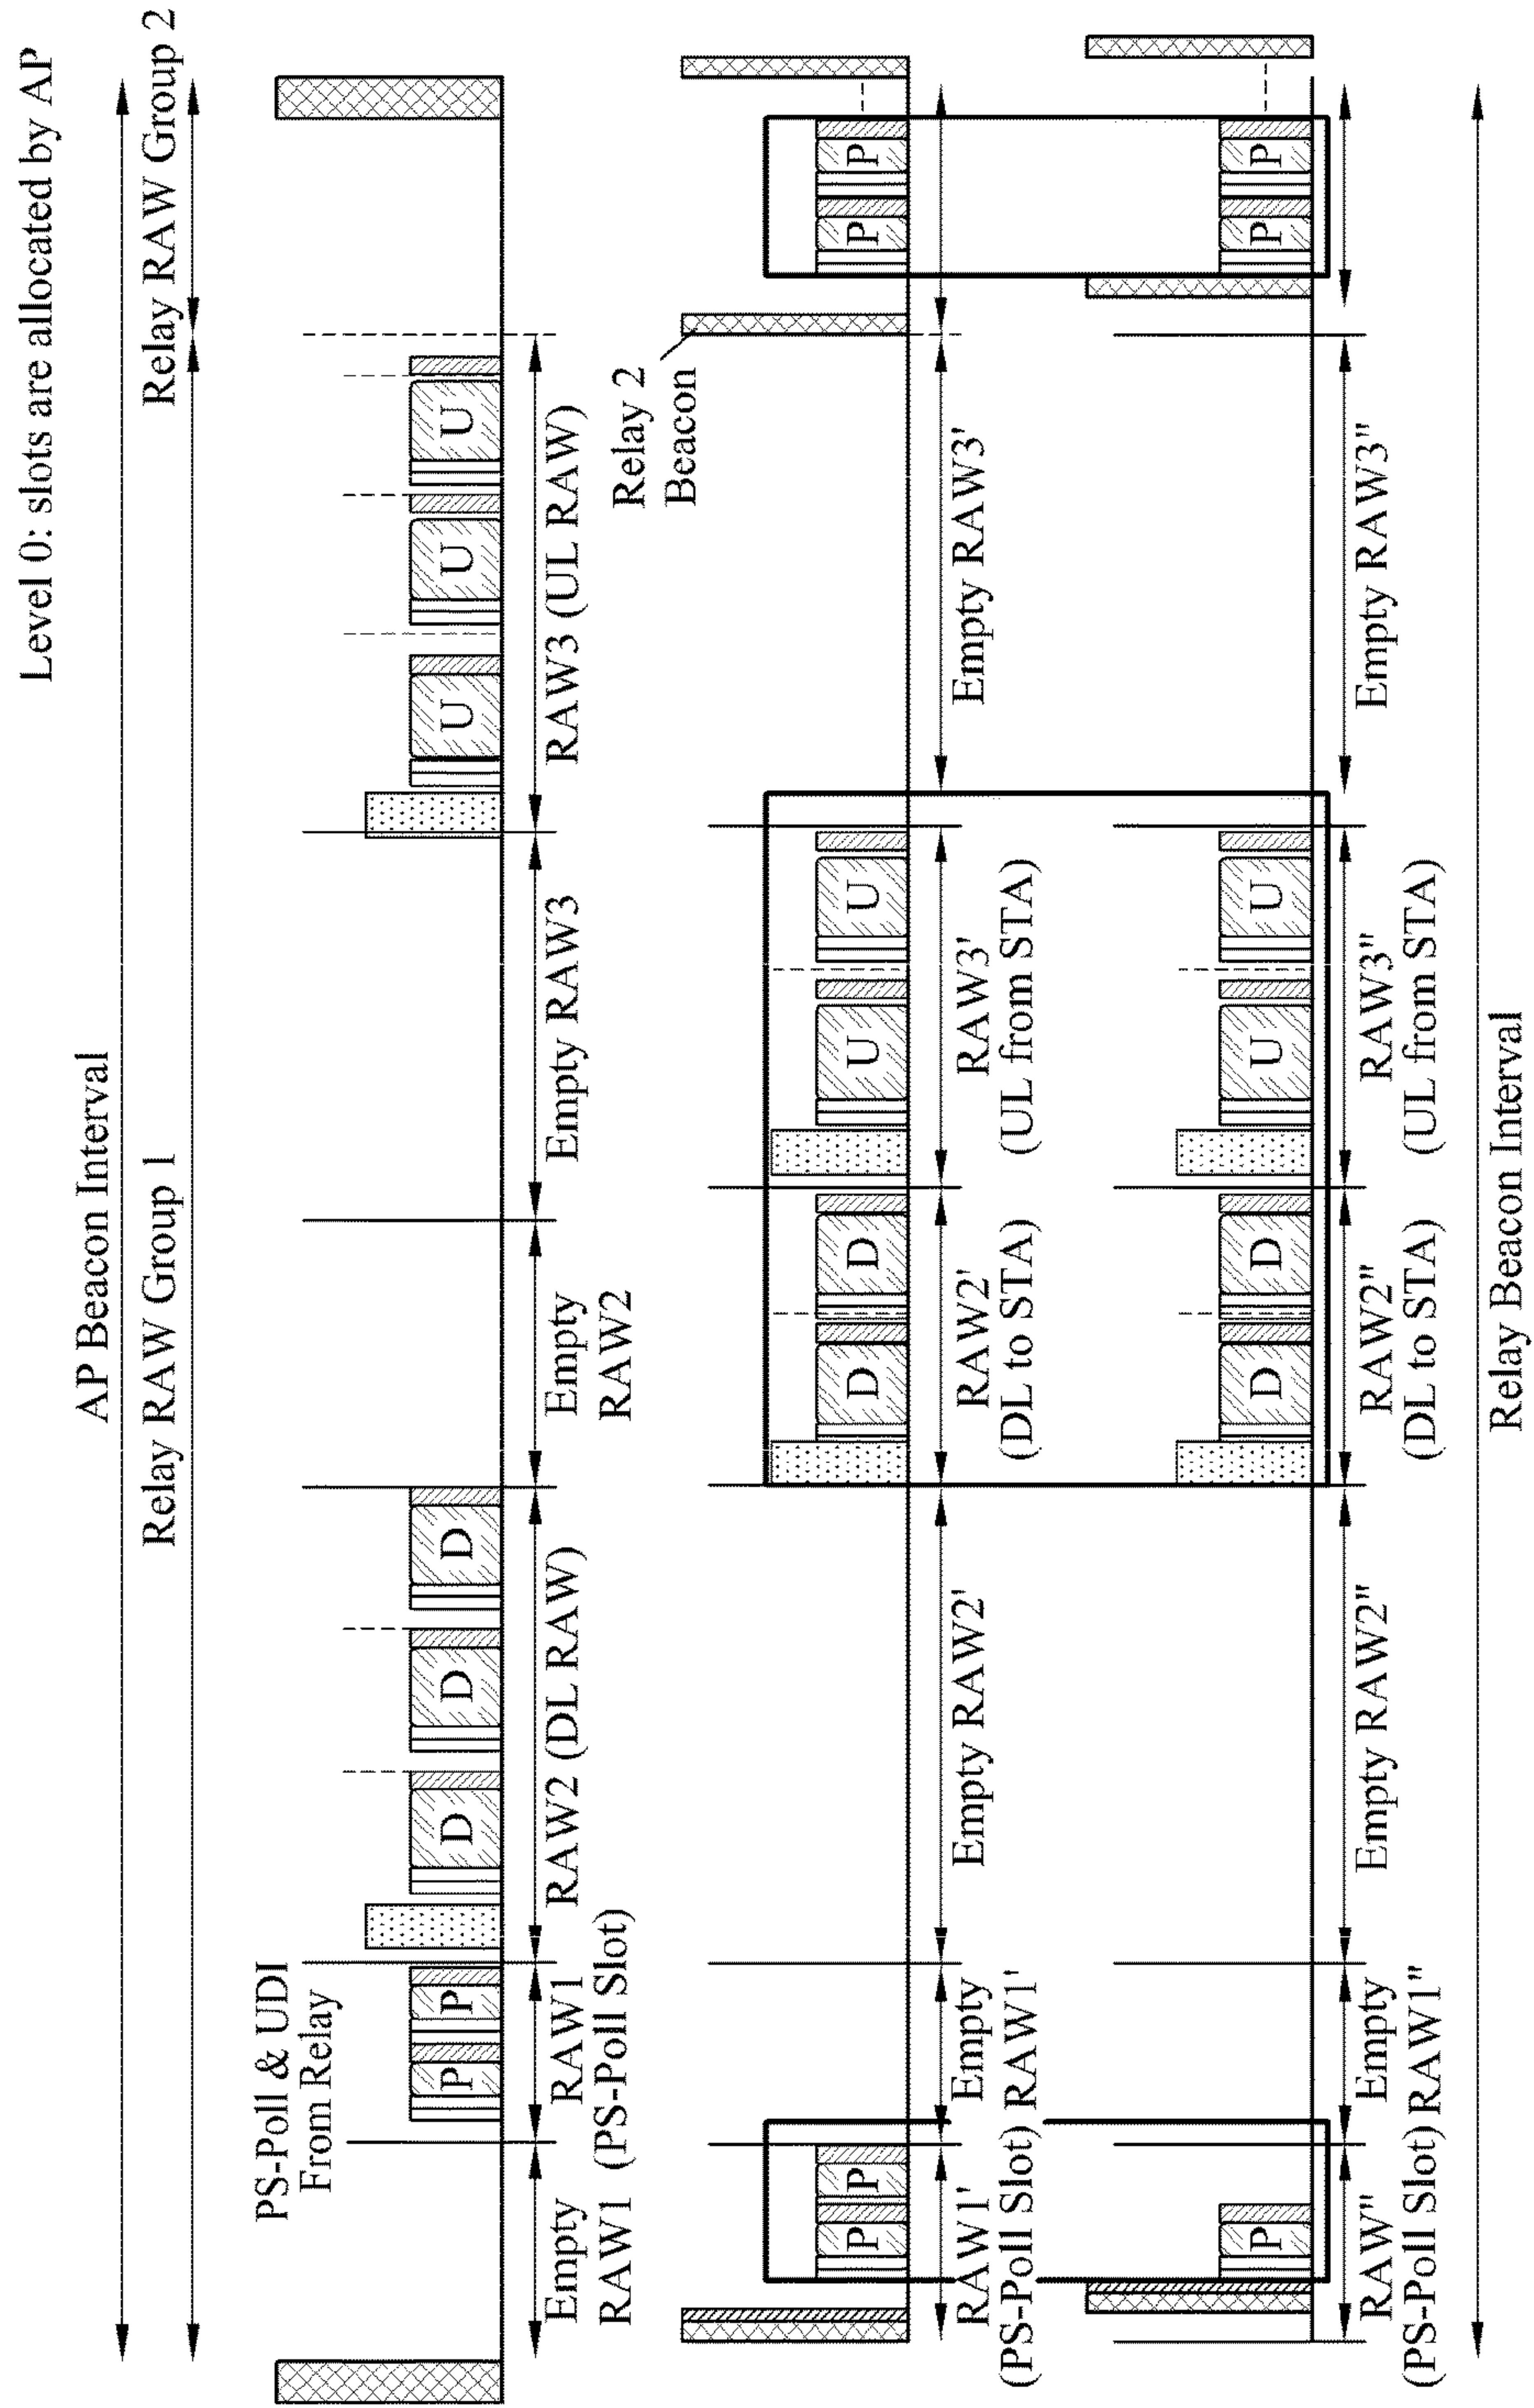 Level 0: slots are allocated by AP
AP Beacon Interval
Relay RAW Group 1
Relay RAW Group 2
PS-Poll & UDI
From Relay
P
P
D
D
D
U
U
U
Empty
RAW1
RAW1
(PS-Poll Slot)
RAW2 (DL RAW)
Empty
RAW2
Empty RAW3
RAW3 (UL RAW)
Relay 2
Beacon
P
P
D
D
U
U
P
P
RAW1'
(PS-Poll Slot)
Empty
RAW1'
Empty RAW2'
RAW2'
(DL to STA)
RAW3'
(UL from STA)
Empty RAW3'
P
D
D
U
U
P
P
RAW"
(PS-Poll Slot)
Empty
RAW1"
Empty RAW2"
RAW2"
(DL to STA)
RAW3"
(UL from STA)
Empty RAW3"
Relay Beacon Interval